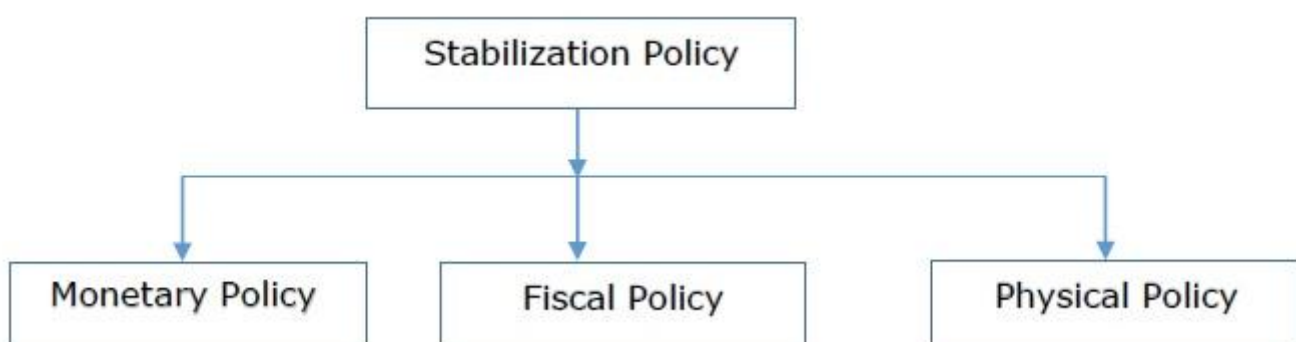 Stabilization Policy
Monetary Policy
Fiscal Policy
Physical Policy